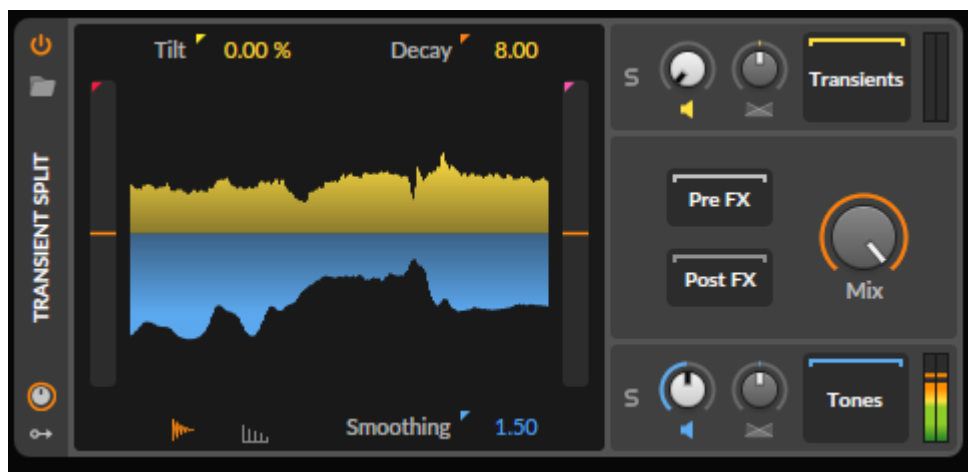 TRANSIENT SPLIT
Tilt 0.00 % Decay 8.00
Smoothing 1.50
S Transients
Pre FX
Post FX
Mix
S Tones